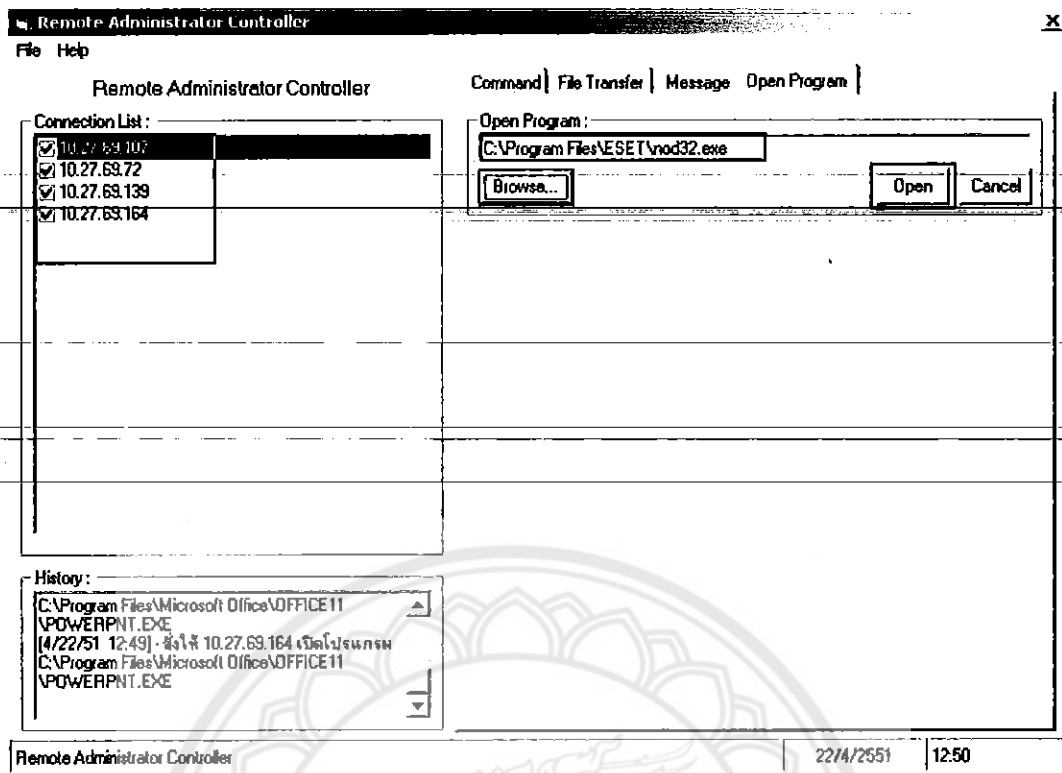 Remote Administrator Controller
File Help
Remote Administrator Controller
Command File Transfer Message Open Program
Connection List :
10.27.69.107
10.27.69.72
10.27.69.139
10.27.69.164
Open Program :
C:\Program Files\ESET\nod32.exe
Browse... Open Cancel
History :
C:\Program Files\Microsoft Office\OFFICE11
\POWERPNT.EXE
[4/22/51 12:49] - สั่งให้ 10.27.69.164 เปิดโปรแกรม
C:\Program Files\Microsoft Office\OFFICE11
\POWERPNT.EXE
Remote Administrator Controller 22/4/2551 12:50